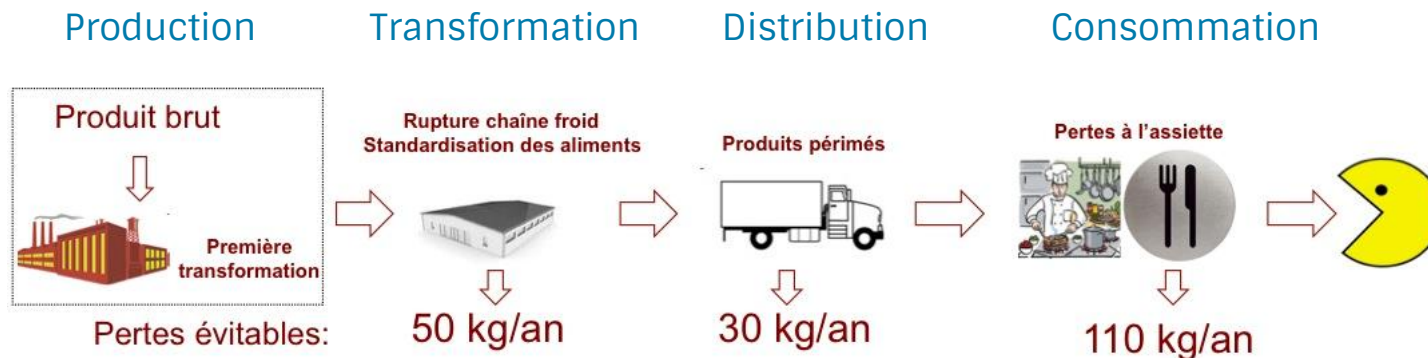 Production
Transformation
Distribution
Consommation
Produit brut
Première
transformation
Rupture chaîne froid
Standardisation des aliments
Produits périmés
Pertes à l'assiette
Pertes évitables:
50 kg/an
30 kg/an
110 kg/an